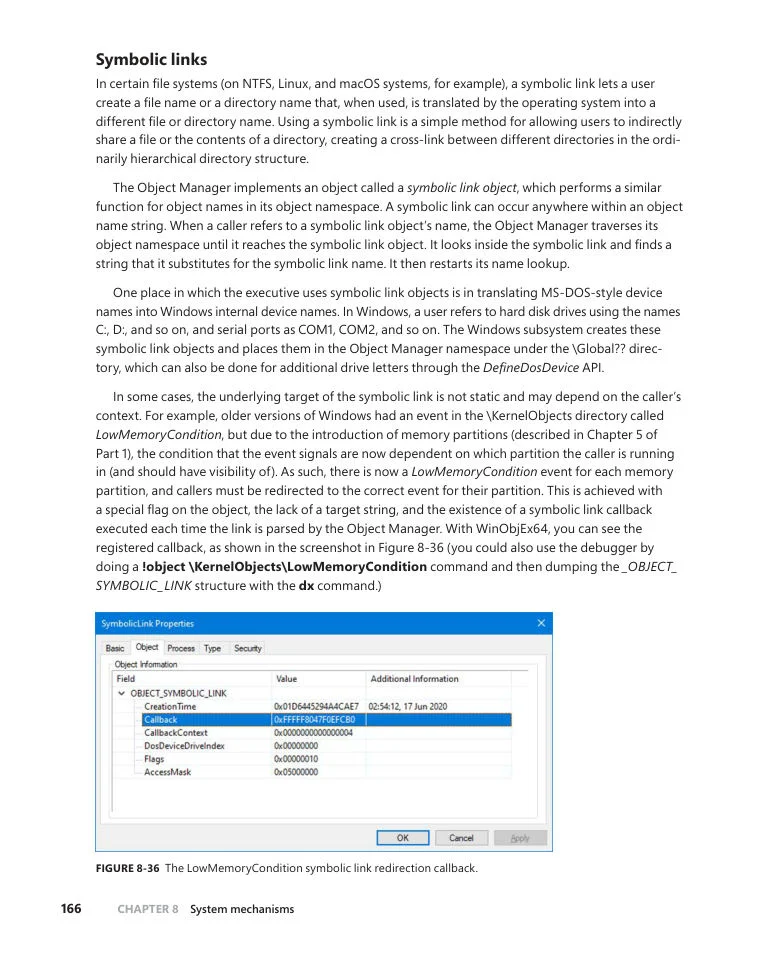 Symbolic links
In certain file systems (on NTFS, Linux, and macOS systems, for example), a symbolic link lets a user
create a file name or a directory name that, when used, is translated by the operating system into a
different file or directory name. Using a symbolic link is a simple method for allowing users to indirectly
share a file or the contents of a directory, creating a cross-link between different directories in the ordi-
narily hierarchical directory structure.
The Object Manager implements an object called a symbolic link object, which performs a similar
function for object names in its object namespace. A symbolic link can occur anywhere within an object
name string. When a caller refers to a symbolic link object's name, the Object Manager traverses its
object namespace until it reaches the symbolic link object. It looks inside the symbolic link and finds a
string that it substitutes for the symbolic link name. It then restarts its name lookup.
One place in which the executive uses symbolic link objects is in translating MS-DOS-style device
names into Windows internal device names. In Windows, a user refers to hard disk drives using the names
C:, D:, and so on, and serial ports as COM1, COM2, and so on. The Windows subsystem creates these
symbolic link objects and places them in the Object Manager namespace under the \Global?? direc-
tory, which can also be done for additional drive letters through the DefineDosDevice API.
In some cases, the underlying target of the symbolic link is not static and may depend on the caller's
context. For example, older versions of Windows had an event in the \KernelObjects directory called
LowMemoryCondition, but due to the introduction of memory partitions (described in Chapter 5 of
Part 1), the condition that the event signals are now dependent on which partition the caller is running
in (and should have visibility of). As such, there is now a LowMemoryCondition event for each memory
partition, and callers must be redirected to the correct event for their partition. This is achieved with
a special flag on the object, the lack of a target string, and the existence of a symbolic link callback
executed each time the link is parsed by the Object Manager. With WinObjEx64, you can see the
registered callback, as shown in the screenshot in Figure 8-36 (you could also use the debugger by
doing a !object \KernelObjects\LowMemoryCondition command and then dumping the _OBJECT_
SYMBOLIC_LINK structure with the dx command.)
SymbolicLink Properties
Basic Object Process Type Security
Object Information
Field Value Additional Information
OBJECT_SYMBOLIC_LINK
CreationTime 0x01D6445294A4CAE7 02:54:12, 17 Jun 2020
Callback 0xFFFFF8047F0EFCB0
CallbackContext 0x0000000000000004
DosDeviceDriveIndex 0x00000000
Flags 0x00000010
AccessMask 0x05000000
OK Cancel Apply
FIGURE 8-36 The LowMemoryCondition symbolic link redirection callback.
166 CHAPTER 8 System mechanisms